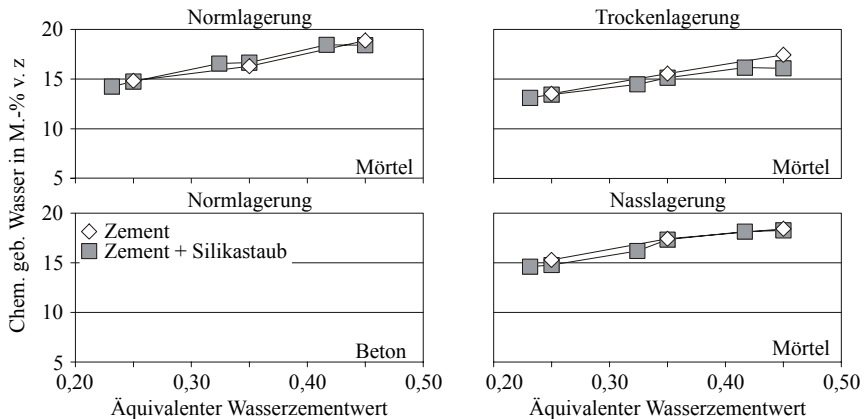 Normlagerung
Trockenlagerung
20
15
10
5
Mörtel
Mörtel
Normlagerung
Nasslagerung
20
15
10
5
Zement
Zement + Silikastaub
Beton
Mörtel
0,20 0,30 0,40 0,50
0,20 0,30 0,40 0,50
Äquivalenter Wasserzementwert
Äquivalenter Wasserzementwert
Chem. geb. Wasser in M.-% v. z